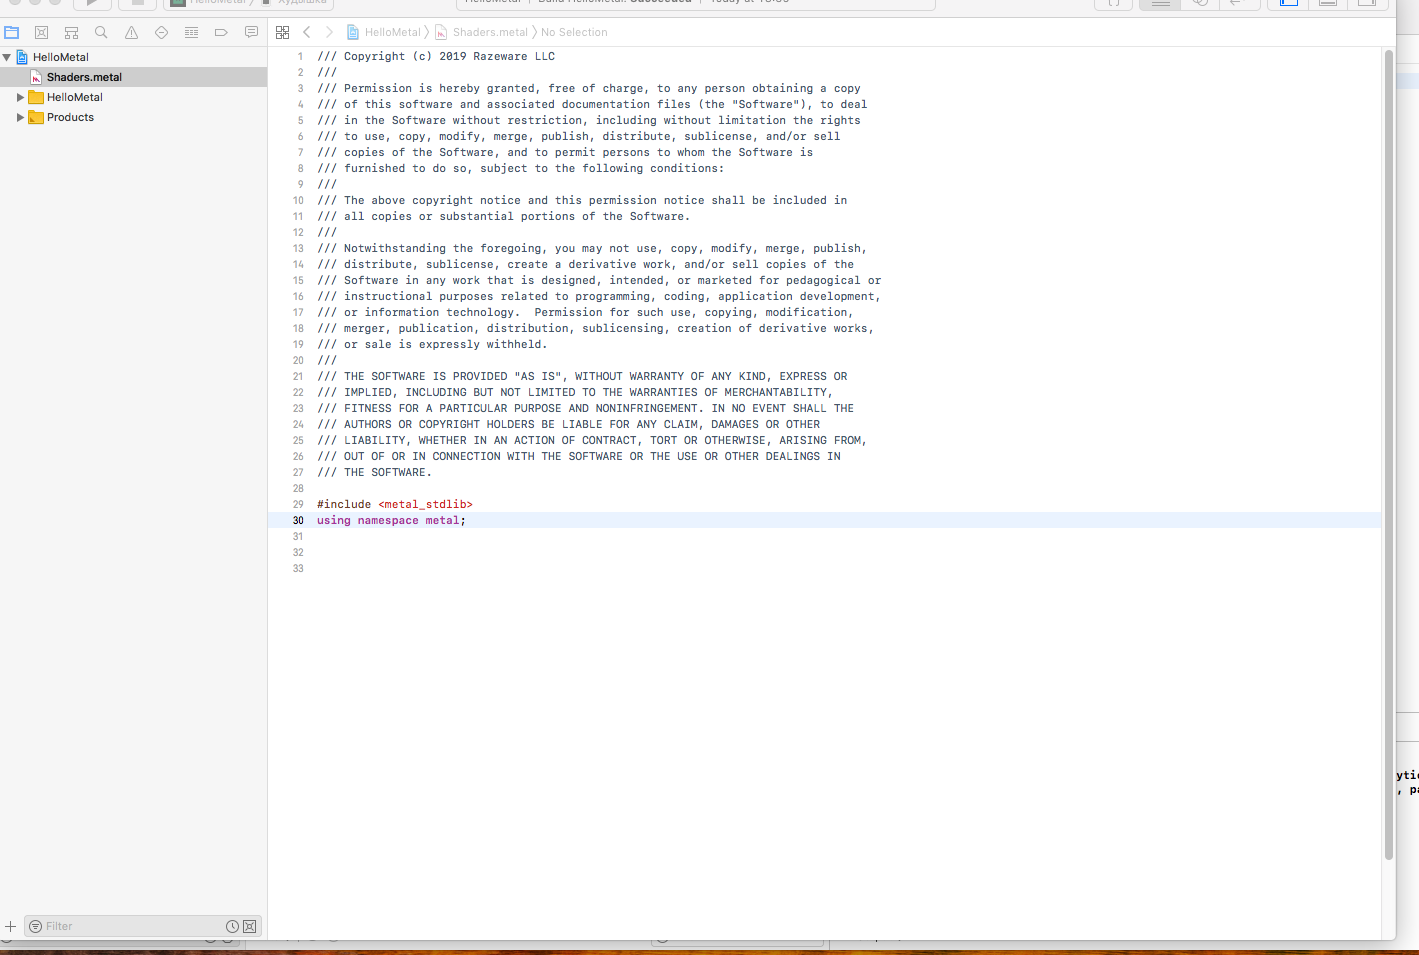 HelloMetal
Худышка
HelloMetal | Build HelloMetal: Succeeded | Today at
HelloMetal
Shaders.metal
HelloMetal
Products
Filter
HelloMetal
Shaders.metal
No Selection
1 /// Copyright (c) 2019 Razeware LLC
2 ///
3 /// Permission is hereby granted, free of charge, to any person obtaining a copy
4 /// of this software and associated documentation files (the "Software"), to deal
5 /// in the Software without restriction, including without limitation the rights
6 /// to use, copy, modify, merge, publish, distribute, sublicense, and/or sell
7 /// copies of the Software, and to permit persons to whom the Software is
8 /// furnished to do so, subject to the following conditions:
9 ///
10 /// The above copyright notice and this permission notice shall be included in
11 /// all copies or substantial portions of the Software.
12 ///
13 /// Notwithstanding the foregoing, you may not use, copy, modify, merge, publish,
14 /// distribute, sublicense, create a derivative work, and/or sell copies of the
15 /// Software in any work that is designed, intended, or marketed for pedagogical or
16 /// instructional purposes related to programming, coding, application development,
17 /// or information technology.  Permission for such use, copying, modification,
18 /// merger, publication, distribution, sublicensing, creation of derivative works,
19 /// or sale is expressly withheld.
20 ///
21 /// THE SOFTWARE IS PROVIDED "AS IS", WITHOUT WARRANTY OF ANY KIND, EXPRESS OR
22 /// IMPLIED, INCLUDING BUT NOT LIMITED TO THE WARRANTIES OF MERCHANTABILITY,
23 /// FITNESS FOR A PARTICULAR PURPOSE AND NONINFRINGEMENT. IN NO EVENT SHALL THE
24 /// AUTHORS OR COPYRIGHT HOLDERS BE LIABLE FOR ANY CLAIM, DAMAGES OR OTHER
25 /// LIABILITY, WHETHER IN AN ACTION OF CONTRACT, TORT OR OTHERWISE, ARISING FROM,
26 /// OUT OF OR IN CONNECTION WITH THE SOFTWARE OR THE USE OR OTHER DEALINGS IN
27 /// THE SOFTWARE.
28
29 #include <metal_stdlib>
30 using namespace metal;
31
32
33
ytic
, pa